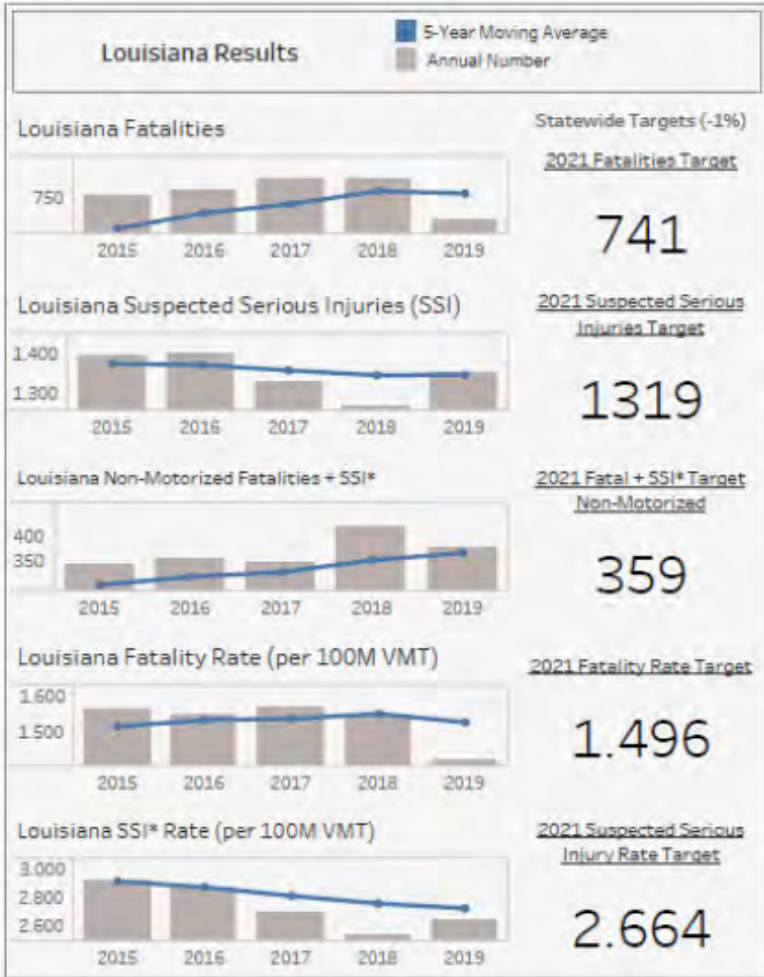 Louisiana Results
5-Year Moving Average
Annual Number
Louisiana Fatalities
Statewide Targets (-1%)
2021 Fatalities Target
750
741
2015 2016 2017 2018 2019
Louisiana Suspected Serious Injuries (SSI)
2021 Suspected Serious
Injuries Target
1,400
1,300
1319
2015 2016 2017 2018 2019
Louisiana Non-Motorized Fatalities + SSI*
2021 Fatal + SSI* Target
Non-Motorized
400
350
359
2015 2016 2017 2018 2019
Louisiana Fatality Rate (per 100M VMT)
2021 Fatality Rate Target
1.600
1.500
1.496
2015 2016 2017 2018 2019
Louisiana SSI* Rate (per 100M VMT)
2021 Suspected Serious
Injury Rate Target
3.000
2.800
2.600
2.664
2015 2016 2017 2018 2019